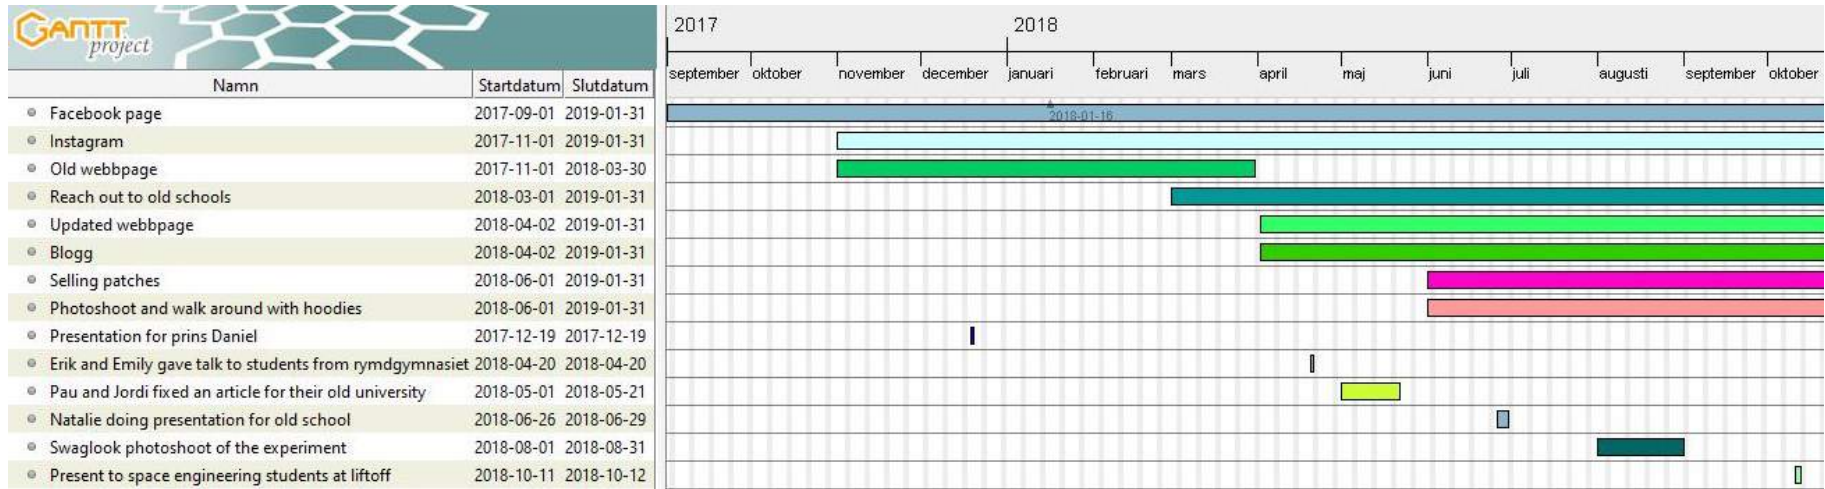 GANTT
project
2017 2018
september oktober november december januari februari mars april maj juni juli augusti september oktober
Namn Startdatum Slutdatum
Facebook page 2017-09-01 2019-01-31
2018-01-16
Instagram 2017-11-01 2019-01-31
Old webbpage 2017-11-01 2018-03-30
Reach out to old schools 2018-03-01 2019-01-31
Updated webbpage 2018-04-02 2019-01-31
Blogg 2018-04-02 2019-01-31
Selling patches 2018-06-01 2019-01-31
Photoshoot and walk around with hoodies 2018-06-01 2019-01-31
Presentation for prins Daniel 2017-12-19 2017-12-19
Erik and Emily gave talk to students from rymdgymnasiet 2018-04-20 2018-04-20
Pau and Jordi fixed an article for their old university 2018-05-01 2018-05-21
Natalie doing presentation for old school 2018-06-26 2018-06-29
Swaglook photoshoot of the experiment 2018-08-01 2018-08-31
Present to space engineering students at liftoff 2018-10-11 2018-10-12